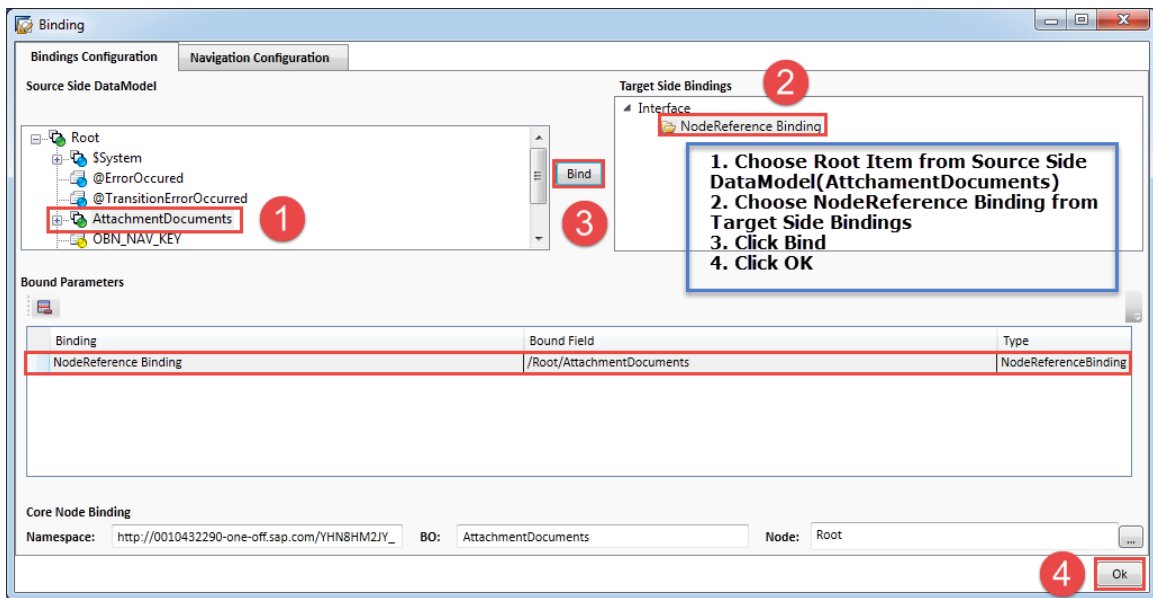 Binding
Bindings Configuration
Navigation Configuration
Source Side DataModel
Root
$System
@ErrorOccured
@TransitionErrorOccurred
AttachmentDocuments
OBN_NAV_KEY
1
Bind
3
Target Side Bindings
2
Interface
NodeReference Binding
1. Choose Root Item from Source Side
DataModel(AttchamentDocuments)
2. Choose NodeReference Binding from
Target Side Bindings
3. Click Bind
4. Click OK
Bound Parameters
Binding Bound Field Type
NodeReference Binding /Root/AttachmentDocuments NodeReferenceBinding
Core Node Binding
Namespace: http://0010432290-one-off.sap.com/YHN8HM2JY_ BO: AttachmentDocuments Node: Root ...
4 Ok